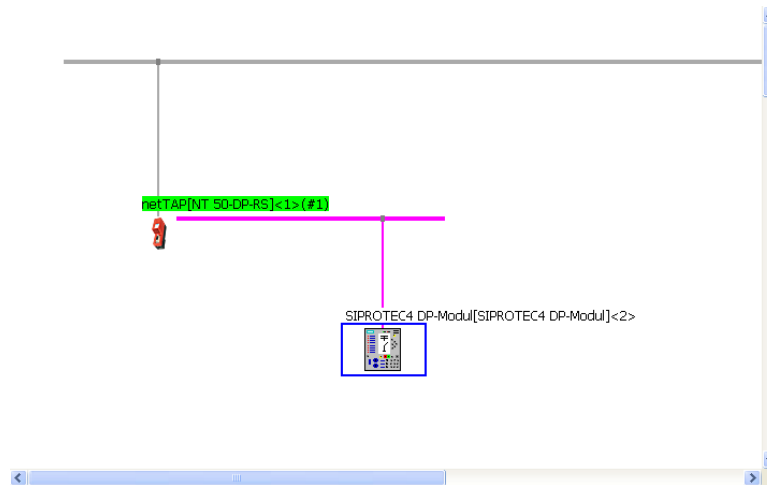 netTAP[NT 50-DP-RS]<1>(#1)
SIPROTEC4 DP-Modul[SIPROTEC4 DP-Modul]<2>